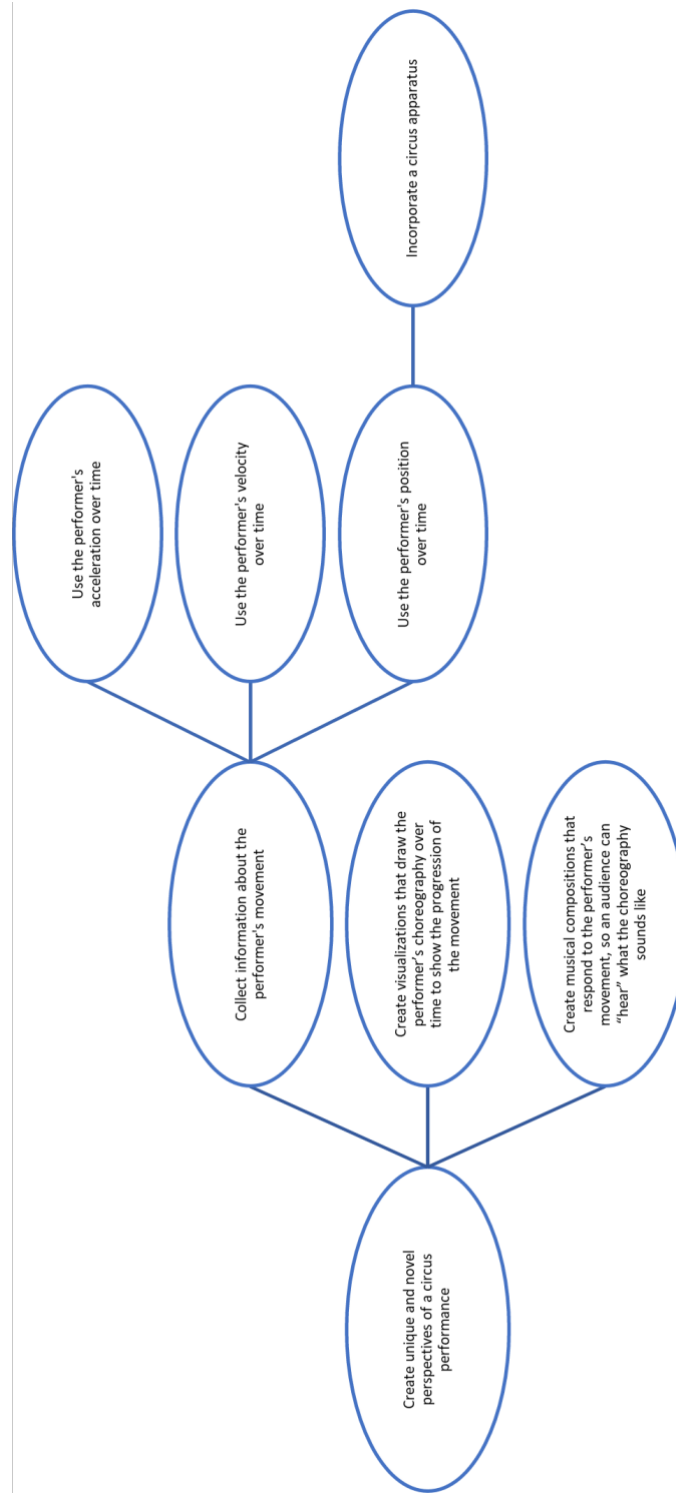 Create unique and novel
perspectives of a circus
performance
Collect information about the
performer's movement
Create visualizations that draw the
performer's choreography over
time to show the progression of
the movement
Create musical compositions that
respond to the performer's
movement, so an audience can
“hear” what the choreography
sounds like
Use the performer's
acceleration over time
Use the performer's velocity
over time
Use the performer's position
over time
Incorporate a circus apparatus